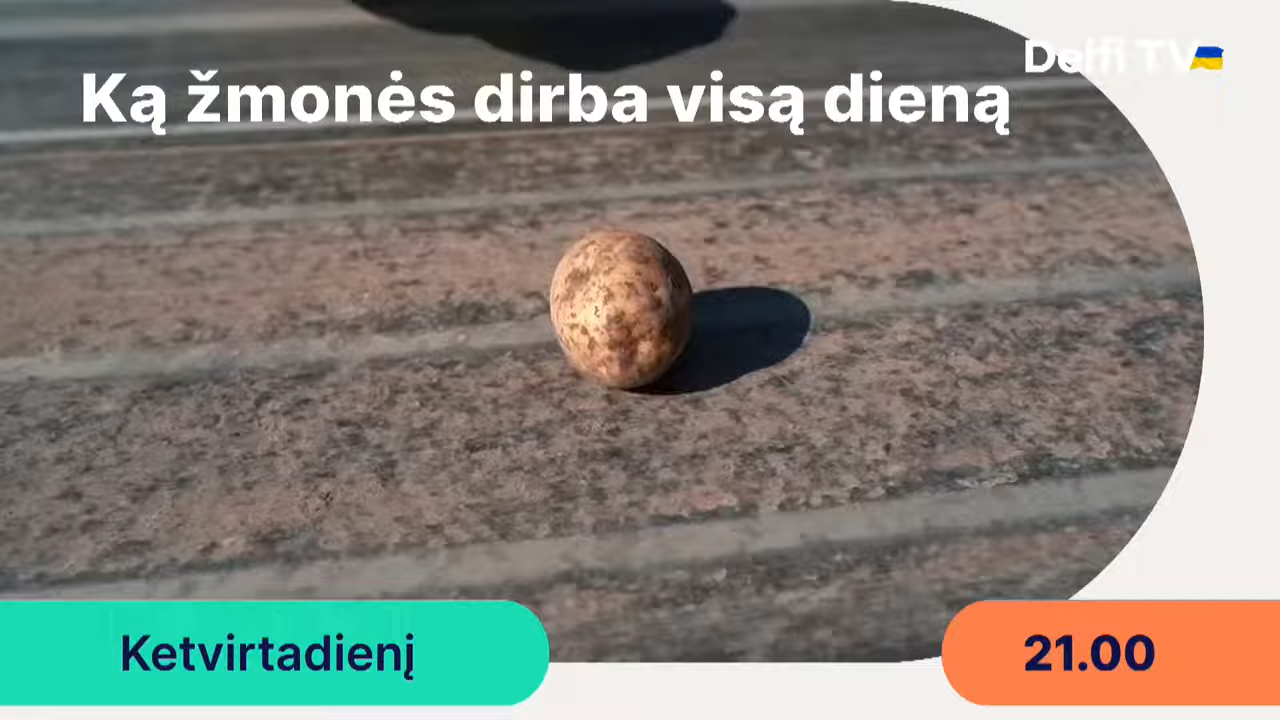 Delfi TV
Ką žmonės dirba visą dieną
Ketvirtadienį
21.00